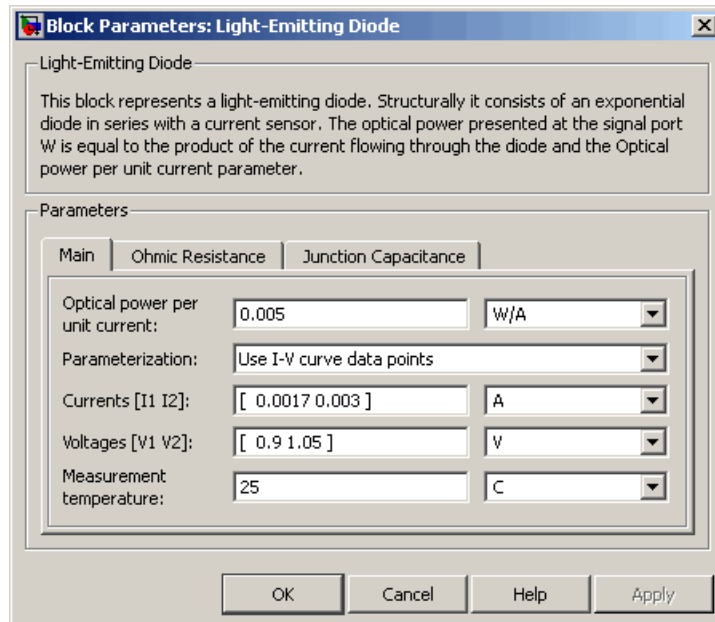 Block Parameters: Light-Emitting Diode
Light-Emitting Diode
This block represents a light-emitting diode. Structurally it consists of an exponential
diode in series with a current sensor. The optical power presented at the signal port
W is equal to the product of the current flowing through the diode and the Optical
power per unit current parameter.
Parameters
Main Ohmic Resistance Junction Capacitance
Optical power per
unit current: 0.005 W/A
Parameterization: Use I-V curve data points
Currents [I1 I2]: [ 0.0017 0.003 ] A
Voltages [V1 V2]: [ 0.9 1.05 ] V
Measurement
temperature: 25 C
OK Cancel Help Apply